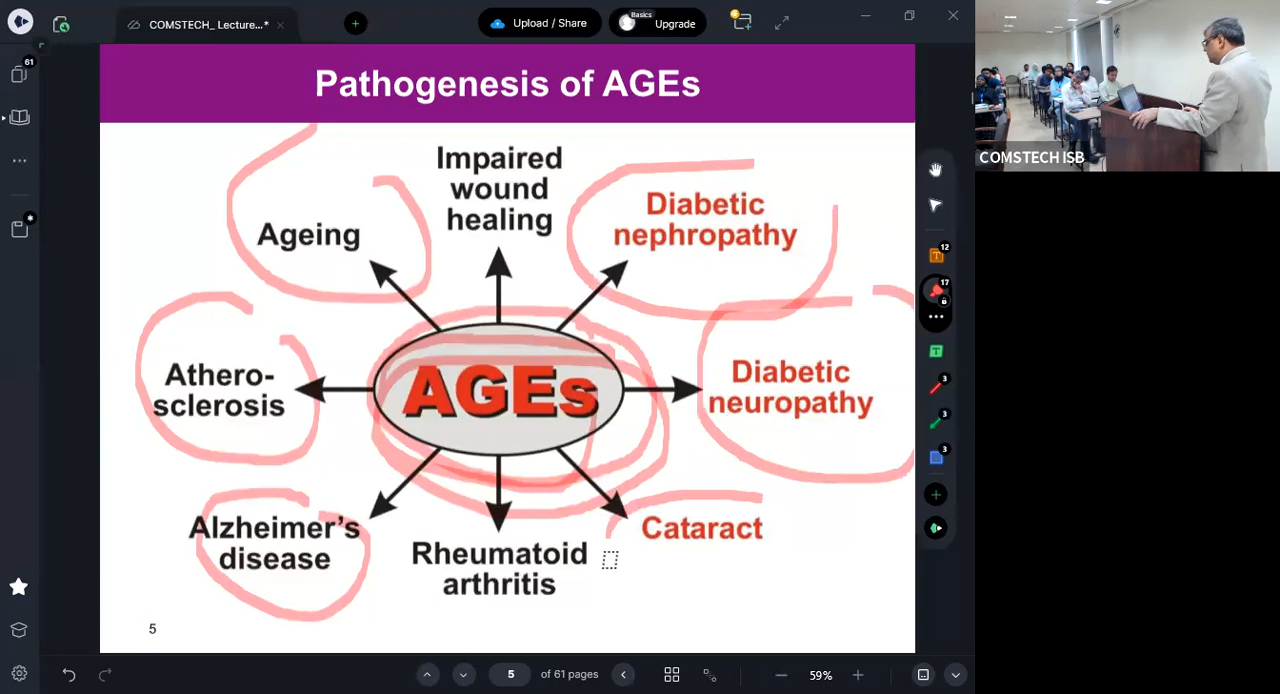 61
COMSTECH_ Lecture...*
Upload / Share
Basics
Upgrade
COMSTECH ISB
Pathogenesis of AGEs
Impaired
wound
healing
Ageing
Diabetic
nephropathy
Athero-
sclerosis
AGEs
Diabetic
neuropathy
Alzheimer's
disease
Rheumatoid
arthritis
Cataract
5
12
T
17
T
3
3
3
5
of 61 pages
59%